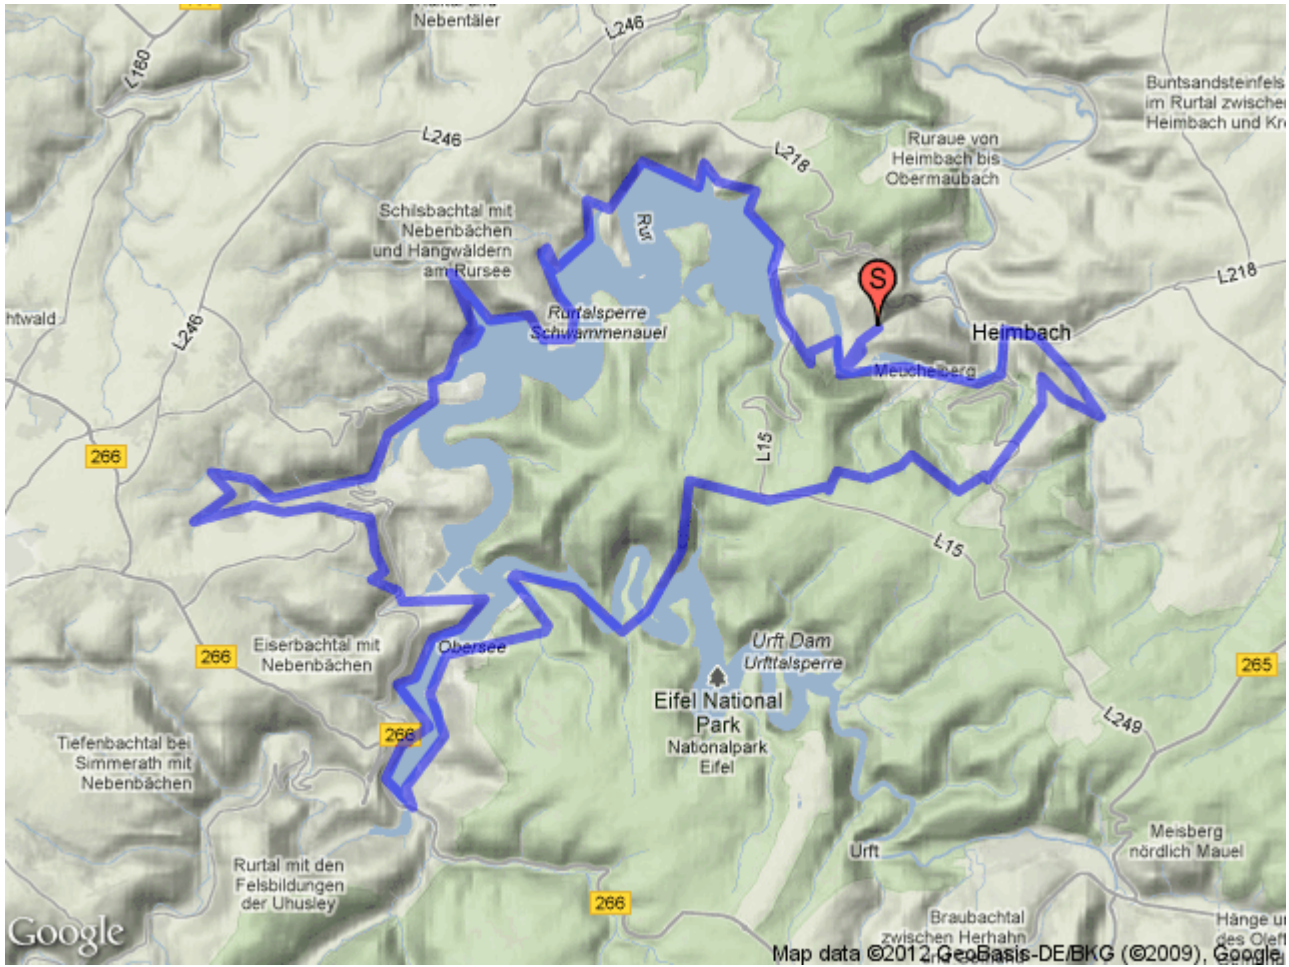 Nebentäler
L246
L160
L246
L218
Buntsandsteinfels
im Rurtal zwische
Heimbach und Kre
Ruraue von
Heimbach bis
Obermaubach
Schilsbachtal mit
Nebenbächen
und Hangwäldern
am Rursee
Rur
S
L218
htwald
L246
Rurtalsperre
Schwammenauel
Heimbach
Meuchelberg
266
L15
L15
Eiserbachtal mit
Nebenbächen
Obersee
266
Urft Dam
Urfttalsperre
265
Eifel National
Park
Nationalpark
Eifel
266
L249
Tiefenbachtal bei
Simmerath mit
Nebenbächen
Meisberg
nördlich Mauel
Urft
Rurtal mit den
Felsbildungen
der Uhusley
266
Google
Braubachtal
zwischen Herhahn
Hänge u
des Oleft
Map data ©2012 GeoBasis-DE/BKG (©2009), Google